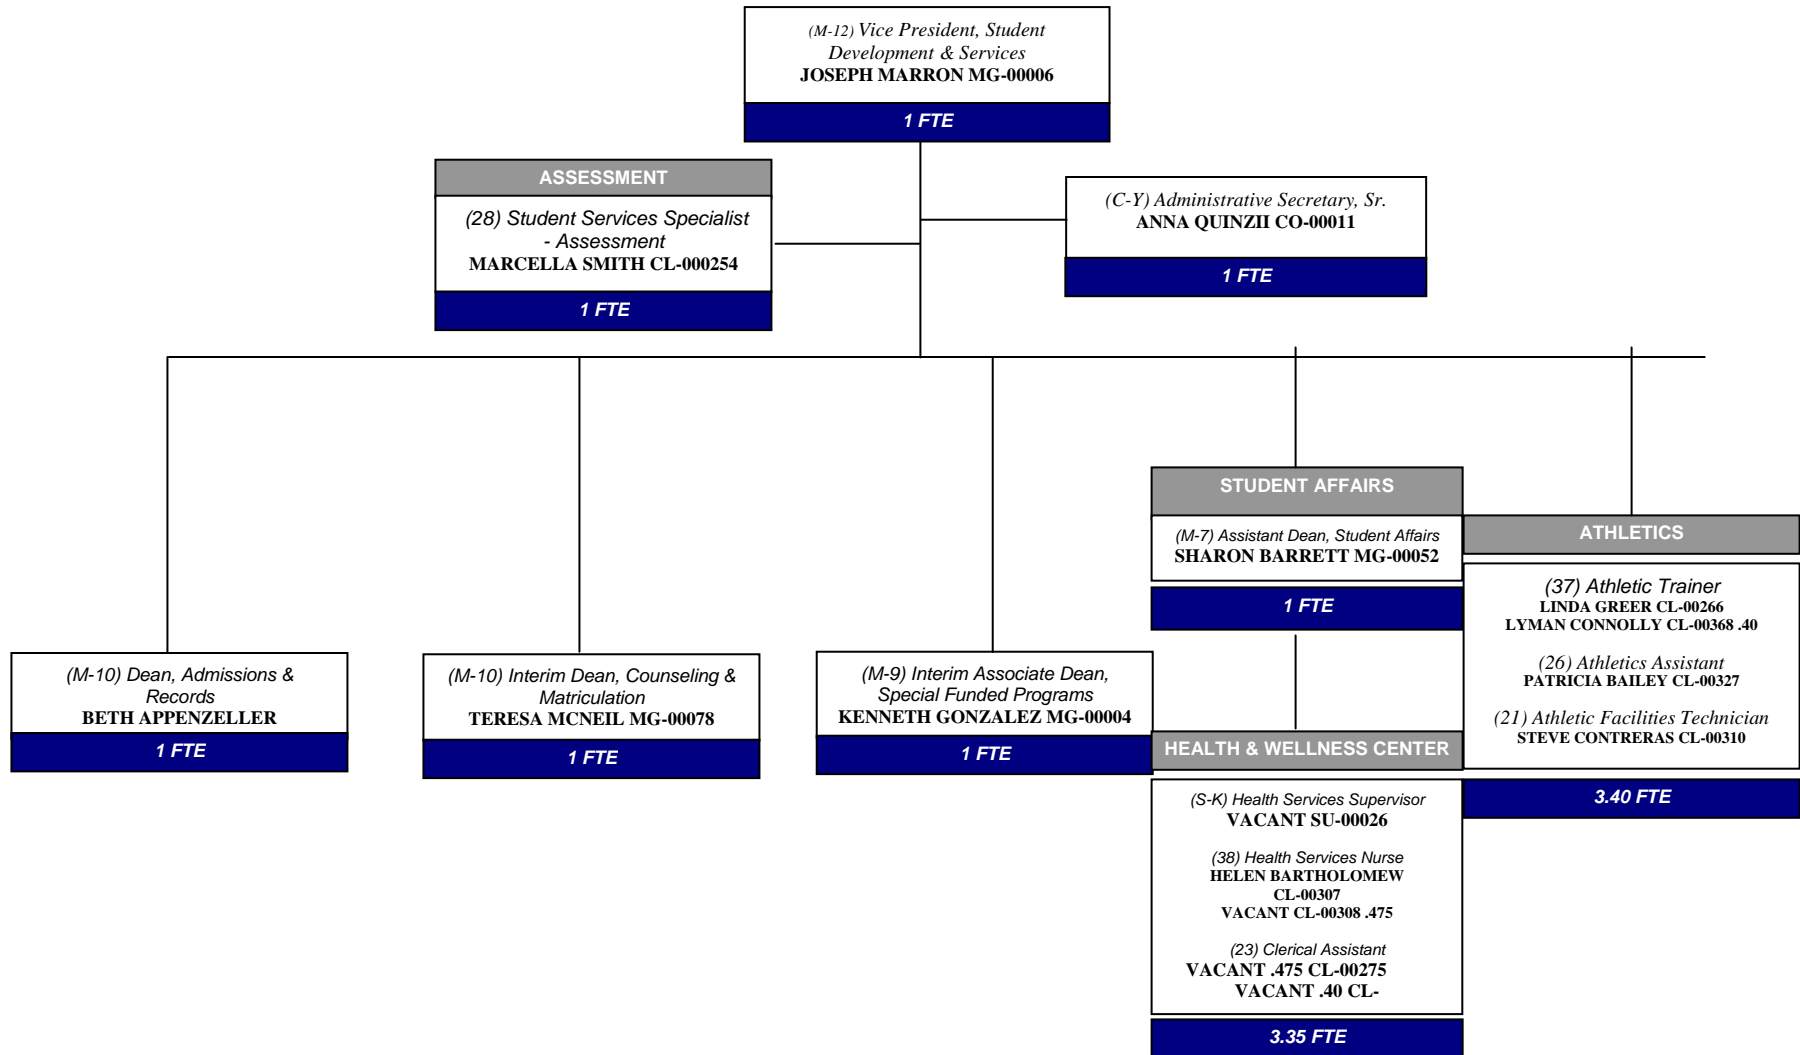 (M-12) Vice President, Student
Development & Services
JOSEPH MARRON MG-00006
1 FTE
ASSESSMENT
(28) Student Services Specialist
- Assessment
MARCELLA SMITH CL-000254
1 FTE
(C-Y) Administrative Secretary, Sr.
ANNA QUINZII CO-00011
1 FTE
(M-10) Dean, Admissions &
Records
BETH APPENZELLER
1 FTE
(M-10) Interim Dean, Counseling &
Matriculation
TERESA MCNEIL MG-00078
1 FTE
(M-9) Interim Associate Dean,
Special Funded Programs
KENNETH GONZALEZ MG-00004
1 FTE
STUDENT AFFAIRS
(M-7) Assistant Dean, Student Affairs
SHARON BARRETT MG-00052
1 FTE
HEALTH & WELLNESS CENTER
(S-K) Health Services Supervisor
VACANT SU-00026
(38) Health Services Nurse
HELEN BARTHOLOMEW
CL-00307
VACANT CL-00308 .475
(23) Clerical Assistant
VACANT .475 CL-00275
VACANT .40 CL-
3.35 FTE
ATHLETICS
(37) Athletic Trainer
LINDA GREER CL-00266
LYMAN CONNOLLY CL-00368 .40
(26) Athletics Assistant
PATRICIA BAILEY CL-00327
(21) Athletic Facilities Technician
STEVE CONTRERAS CL-00310
3.40 FTE